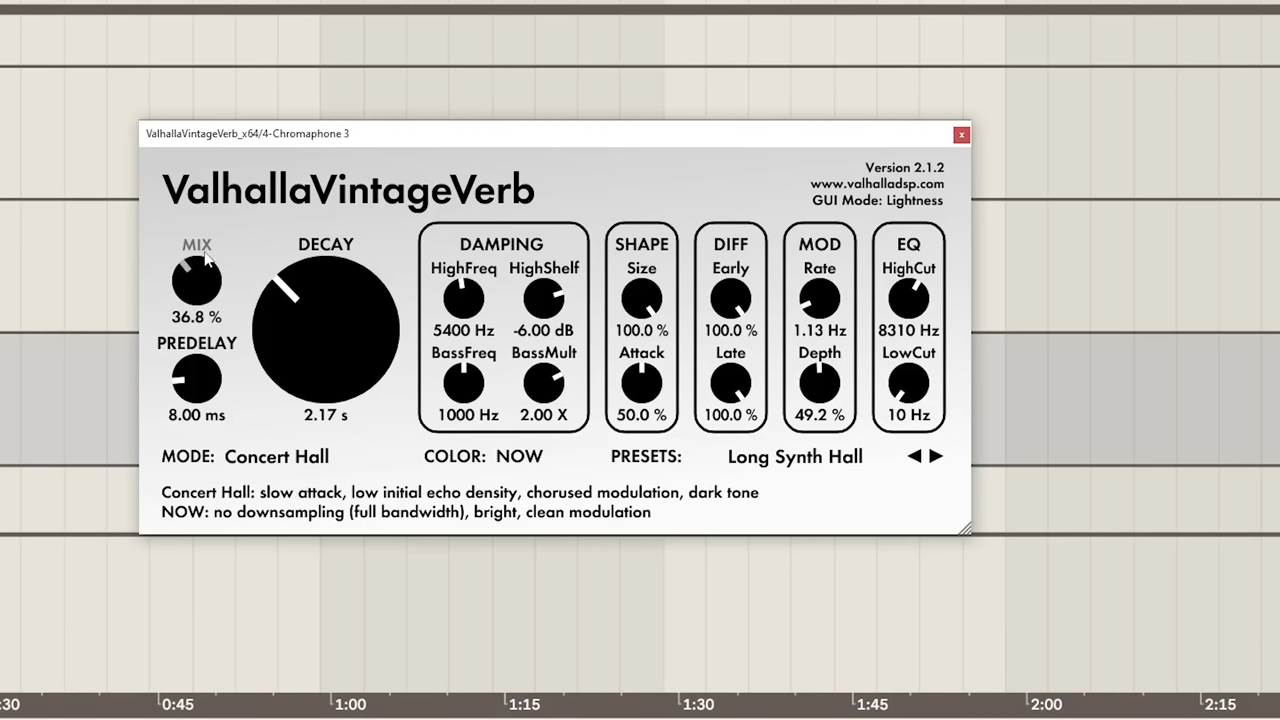 ValhallaVintageVerb_x64/4-Chromaphone 3
x
ValhallaVintageVerb
Version 2.1.2
www.valhalladsp.com
GUI Mode: Lightness
MIX
36.8 %
PREDELAY
8.00 ms
DECAY
2.17 s
DAMPING
HighFreq HighShelf
5400 Hz -6.00 dB
BassFreq BassMult
1000 Hz 2.00 X
SHAPE
Size
100.0 %
Attack
50.0 %
DIFF
Early
100.0 %
Late
100.0 %
MOD
Rate
1.13 Hz
Depth
49.2 %
EQ
HighCut
8310 Hz
LowCut
10 Hz
MODE: Concert Hall COLOR: NOW PRESETS: Long Synth Hall
Concert Hall: slow attack, low initial echo density, chorused modulation, dark tone
NOW: no downsampling (full bandwidth), bright, clean modulation
:30 0:45 1:00 1:15 1:30 1:45 2:00 2:15